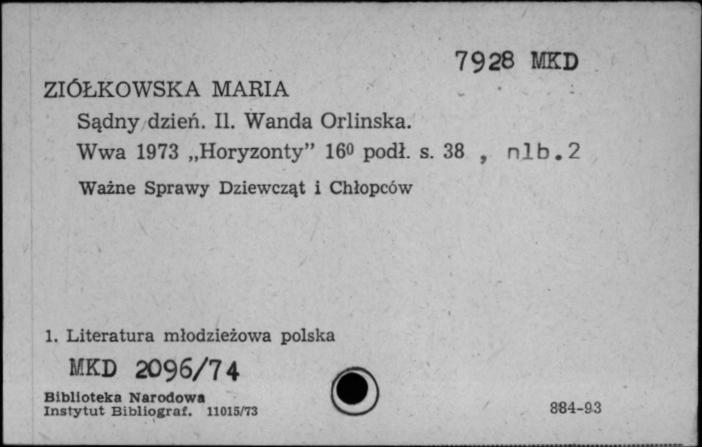 7928 MKD
ZIÓŁKOWSKA MARIA
Sądny dzień. Il. Wanda Orlinska.
Wwa 1973 „Horyzonty” 16⁰ podł. s. 38 , nlb.2
Ważne Sprawy Dziewcząt i Chłopców
1. Literatura młodzieżowa polska
MKD 2096/74
Biblioteka Narodowa
Instytut Bibliograf. 11015/73
884-93